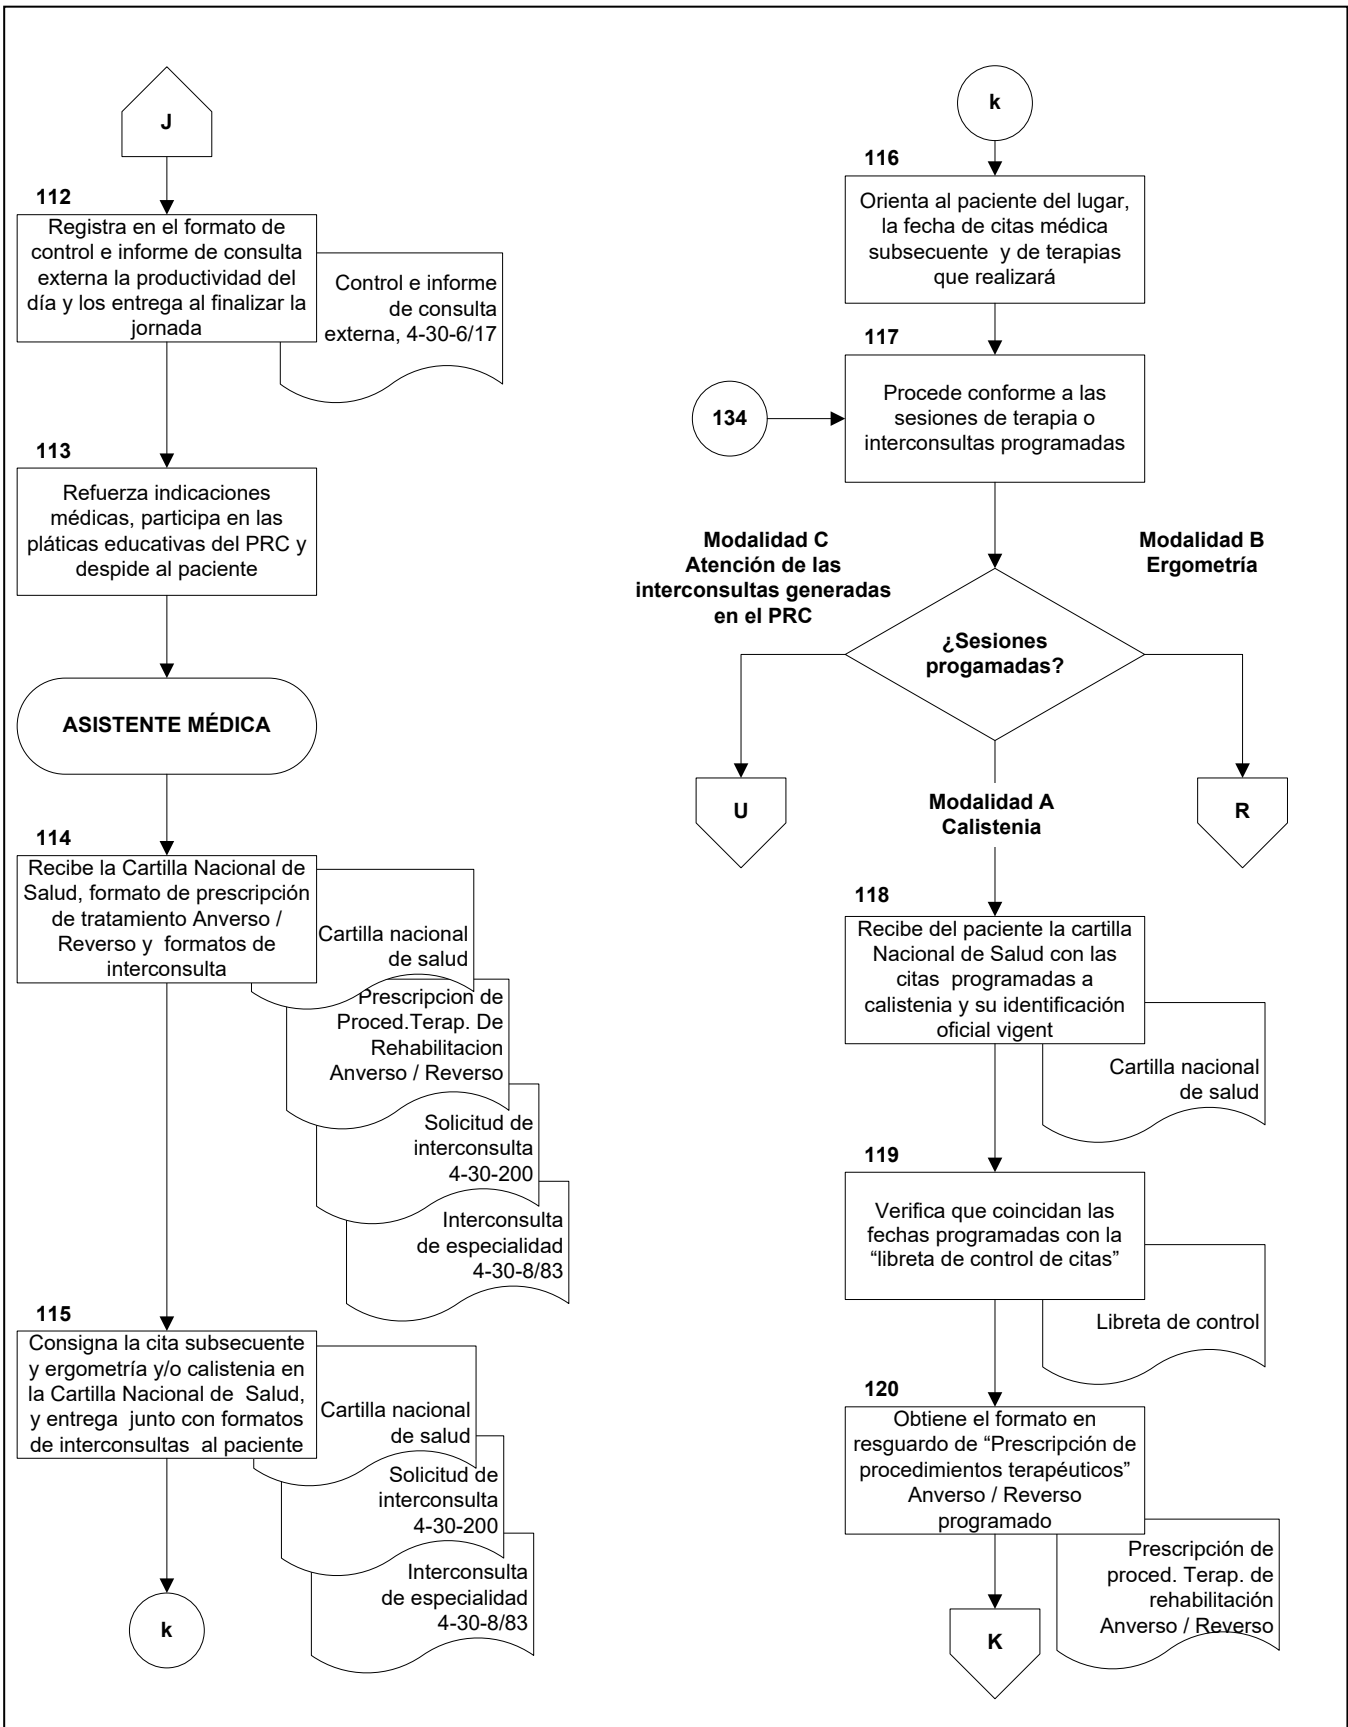 J
112
Registra en el formato de
control e informe de consulta
externa la productividad del
día y los entrega al finalizar la
jornada
Control e informe
de consulta
externa, 4-30-6/17
113
Refuerza indicaciones
médicas, participa en las
pláticas educativas del PRC y
despide al paciente
ASISTENTE MÉDICA
114
Recibe la Cartilla Nacional de
Salud, formato de prescripción
de tratamiento Anverso /
Reverso y formatos de
interconsulta
Cartilla nacional
de salud
Prescripcion de
Proced.Terap. De
Rehabilitacion
Anverso / Reverso
Solicitud de
interconsulta
4-30-200
Interconsulta
de especialidad
4-30-8/83
115
Consigna la cita subsecuente
y ergometría y/o calistenia en
la Cartilla Nacional de Salud,
y entrega junto con formatos
de interconsultas al paciente
Cartilla nacional
de salud
Solicitud de
interconsulta
4-30-200
Interconsulta
de especialidad
4-30-8/83
k
k
116
Orienta al paciente del lugar,
la fecha de citas médica
subsecuente y de terapias
que realizará
117
Procede conforme a las
sesiones de terapia o
interconsultas programadas
134
Modalidad C
Atención de las
interconsultas generadas
en el PRC
Modalidad B
Ergometría
¿Sesiones
progamadas?
U
Modalidad A
Calistenia
R
118
Recibe del paciente la cartilla
Nacional de Salud con las
citas programadas a
calistenia y su identificación
oficial vigent
Cartilla nacional
de salud
119
Verifica que coincidan las
fechas programadas con la
“libreta de control de citas”
Libreta de control
120
Obtiene el formato en
resguardo de “Prescripción de
procedimientos terapéuticos”
Anverso / Reverso
programado
Prescripción de
proced. Terap. de
rehabilitación
Anverso / Reverso
K